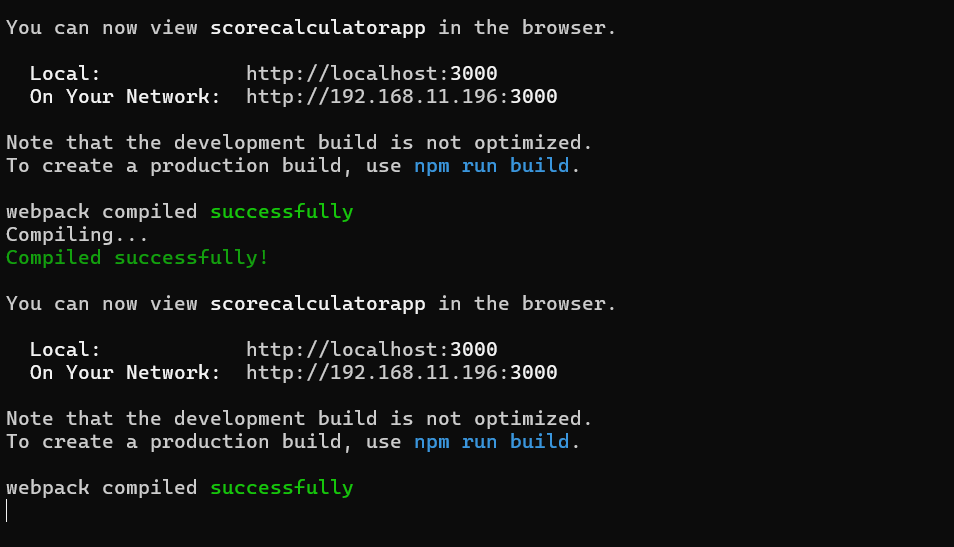 You can now view scorecalculatorapp in the browser.
Local: http://localhost:3000
On Your Network: http://192.168.11.196:3000
Note that the development build is not optimized.
To create a production build, use npm run build.
webpack compiled successfully
Compiling...
Compiled successfully!
You can now view scorecalculatorapp in the browser.
Local: http://localhost:3000
On Your Network: http://192.168.11.196:3000
Note that the development build is not optimized.
To create a production build, use npm run build.
webpack compiled successfully